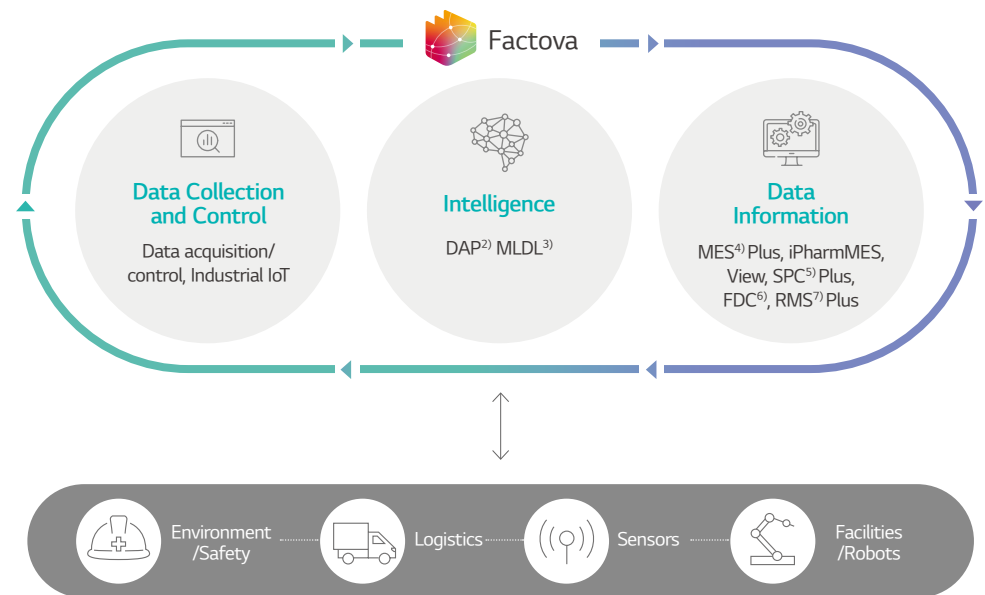 Factova
Data Collection
and Control
Data acquisition/
control, Industrial IoT
Intelligence
DAP2) MLDL3)
Data
Information
MES4) Plus, iPharmMES,
View, SPC5) Plus,
FDC6), RMS7) Plus
Environment
/Safety
Logistics
Sensors
Facilities
/Robots